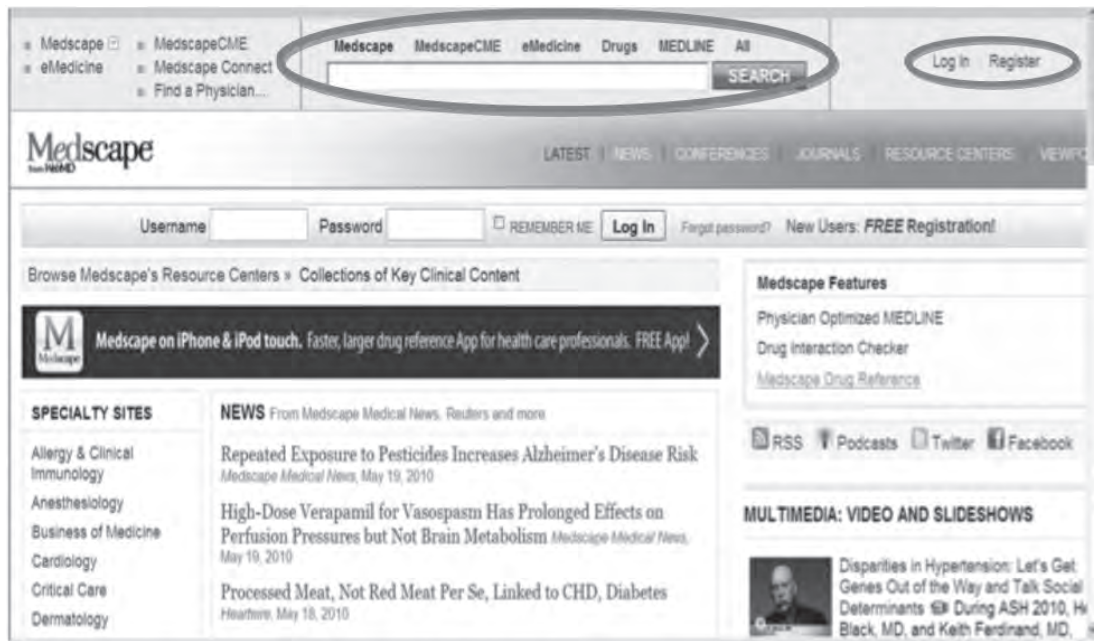 Medscape
eMedicine
MedscapeCME
Medscape Connect
Find a Physician...
Medscape MedscapeCME eMedicine Drugs MEDLINE All
SEARCH
Log In Register
Medscape
from WebMD
LATEST | NEWS | CONFERENCES | JOURNALS | RESOURCE CENTERS | VIEWPO
Username Password REMEMBER ME Log In Forgot password? New Users: FREE Registration!
Browse Medscape's Resource Centers » Collections of Key Clinical Content
M
Medscape
Medscape on iPhone & iPod touch. Faster, larger drug reference App for health care professionals. FREE App!
Medscape Features
Physician Optimized MEDLINE
Drug Interaction Checker
Medscape Drug Reference
RSS Podcasts Twitter Facebook
SPECIALTY SITES
Allergy & Clinical
Immunology
Anesthesiology
Business of Medicine
Cardiology
Critical Care
Dermatology
NEWS From Medscape Medical News, Reuters and more
Repeated Exposure to Pesticides Increases Alzheimer's Disease Risk
Medscape Medical News, May 19, 2010
High-Dose Verapamil for Vasospasm Has Prolonged Effects on
Perfusion Pressures but Not Brain Metabolism Medscape Medical News,
May 19, 2010
Processed Meat, Not Red Meat Per Se, Linked to CHD, Diabetes
Heartwire, May 18, 2010
MULTIMEDIA: VIDEO AND SLIDESHOWS
Disparities in Hypertension: Let's Get
Genes Out of the Way and Talk Social
Determinants During ASH 2010, He
Black, MD, and Keith Ferdinand, MD,